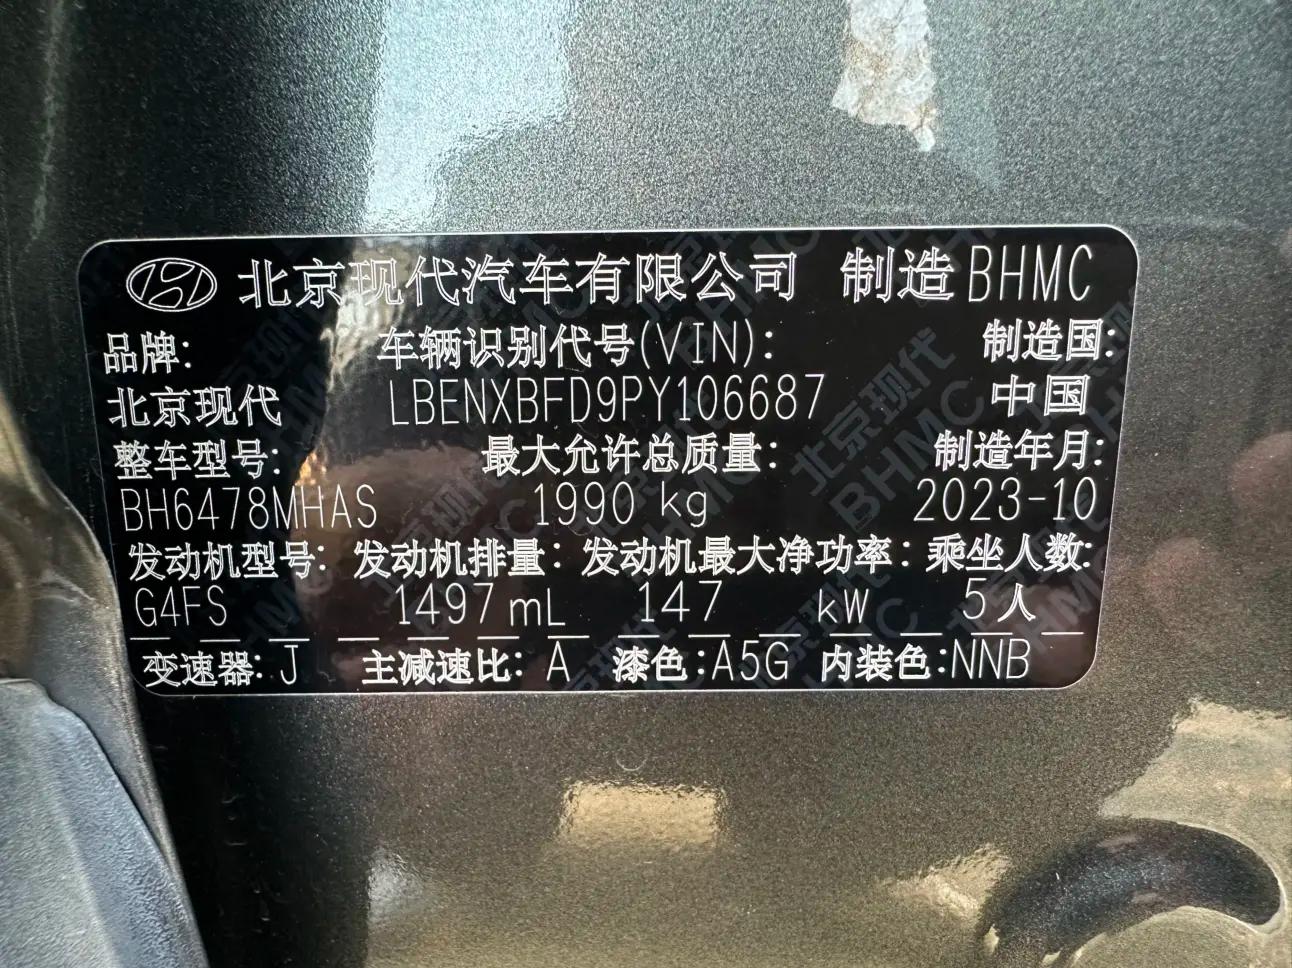 北京现代汽车有限公司 制造 BHMC
品牌: 车辆识别代号(VIN): 制造国:
北京现代 LBENXBFD9PY106687 中国
整车型号: 最大允许总质量: 制造年月:
BH6478MHAS 1990 kg 2023-10
发动机型号: 发动机排量: 发动机最大净功率: 乘坐人数:
G4FS 1497 mL 147 kW 5人
变速器: J 主减速比: A 漆色:A5G 内装色:NNB